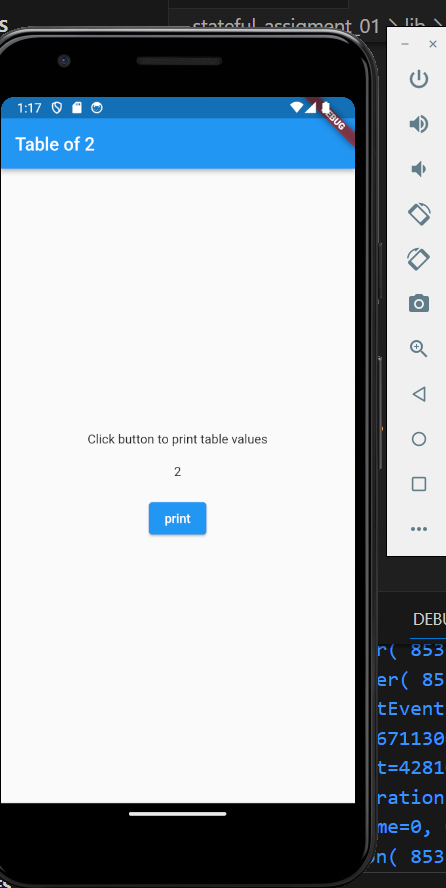 stateful_assigment_01 > lib >
1:17
DEBUG
Table of 2
Click button to print table values
2
print
DEBU
r( 853
er( 85
tEvent
671130
t=4281
ration
me=0,
on( 853